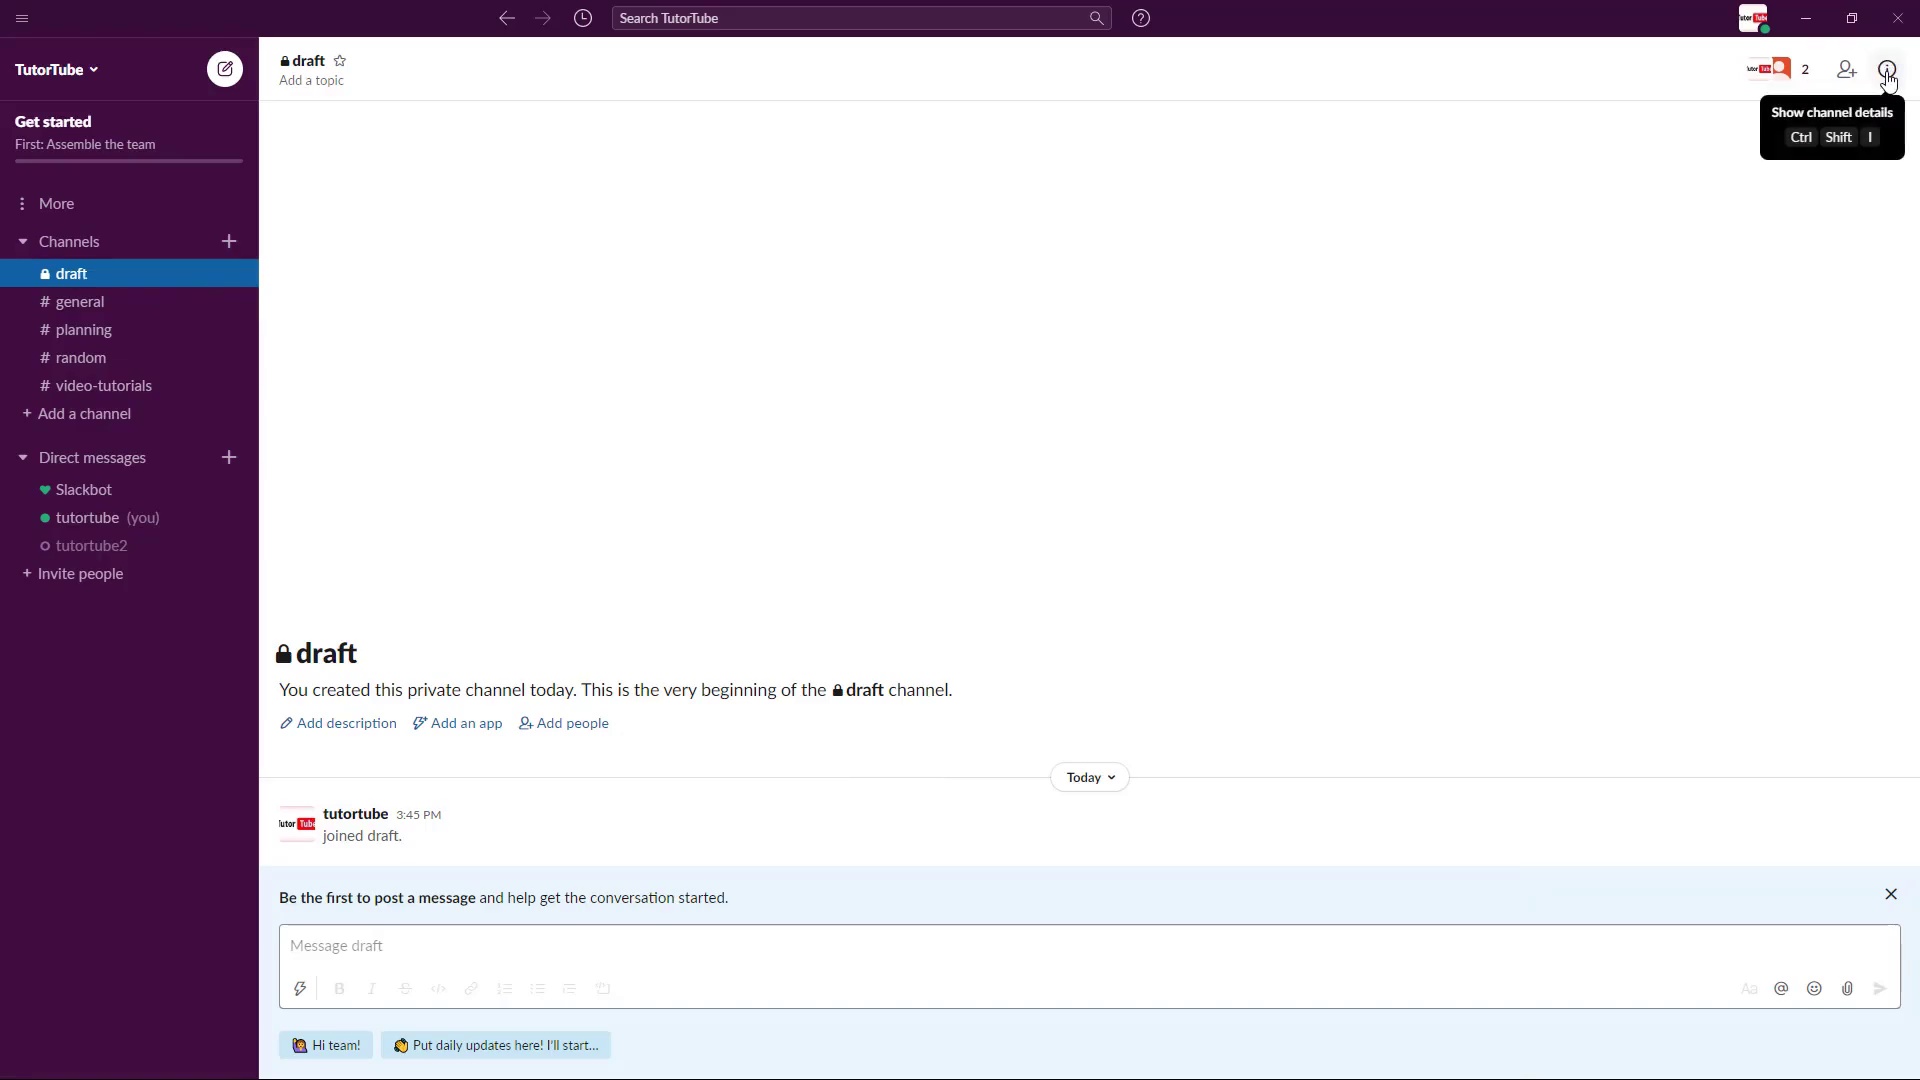 Search TutorTube
TutorTube
Get started
First: Assemble the team
More
Channels
draft
# general
# planning
# random
# video-tutorials
+ Add a channel
Direct messages
Slackbot
tutortube (you)
tutortube2
+ Invite people
draft
Add a topic
2
Show channel details
Ctrl Shift I
draft
You created this private channel today. This is the very beginning of the draft channel.
Add description Add an app Add people
Today
tutortube 3:45 PM
joined draft.
Be the first to post a message and help get the conversation started.
Message draft
B I S </> Aa @
Hi team! Put daily updates here! I'll start...